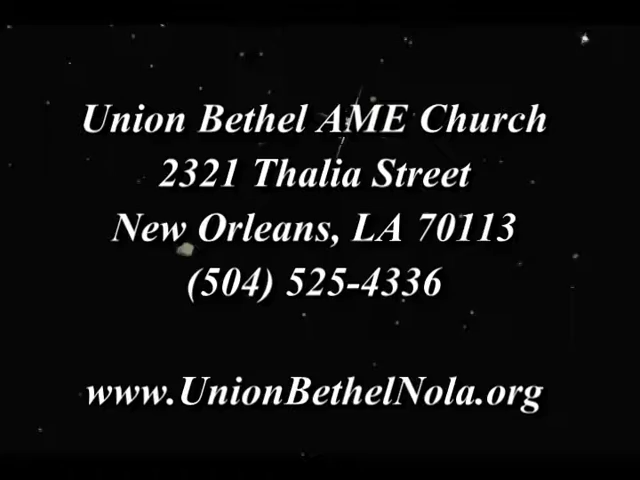 Union Bethel AME Church
2321 Thalia Street
New Orleans, LA 70113
(504) 525-4336
www.UnionBethelNola.org